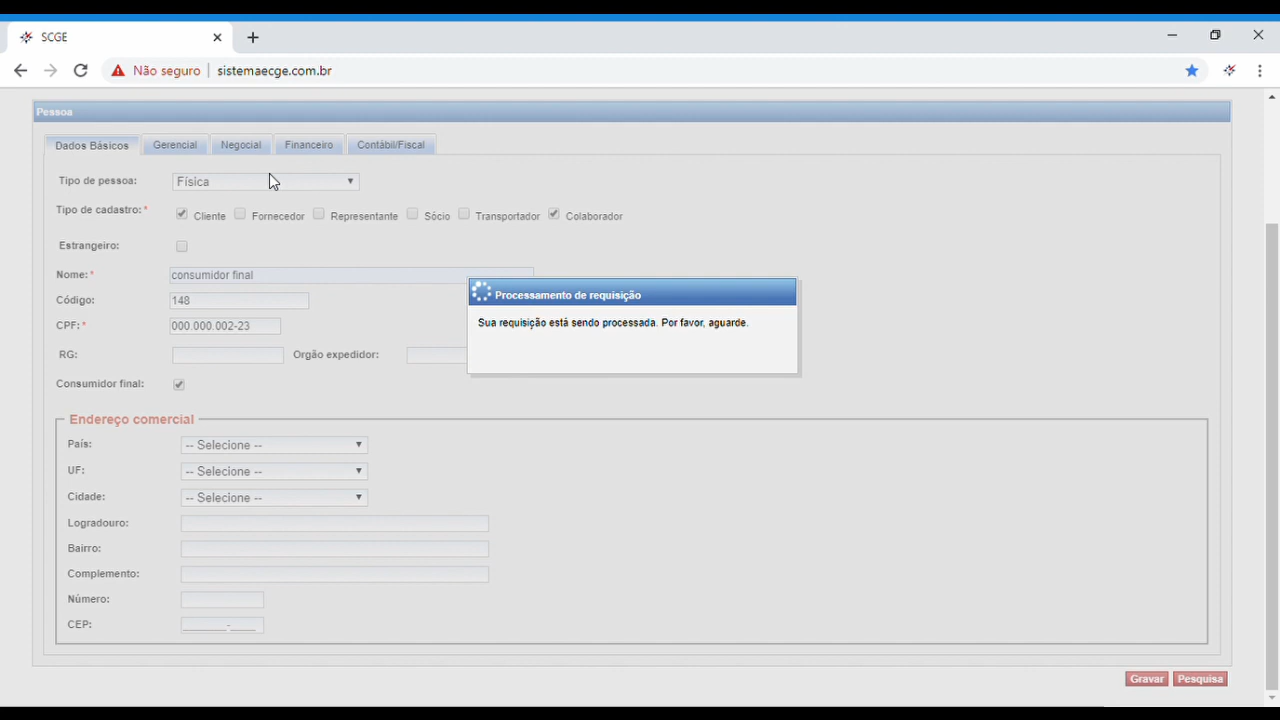 SCGE
Não seguro | sistemaecge.com.br
Pessoa
Dados Básicos Gerencial Negocial Financeiro Contábil/Fiscal
Tipo de pessoa: Física
Tipo de cadastro:* Cliente Fornecedor Representante Sócio Transportador Colaborador
Estrangeiro:
Nome:* consumidor final
Código: 148
CPF:* 000.000.002-23
RG: Orgão expedidor:
Consumidor final:
Processamento de requisição
Sua requisição está sendo processada. Por favor, aguarde.
Endereço comercial
País: -- Selecione --
UF: -- Selecione --
Cidade: -- Selecione --
Logradouro:
Bairro:
Complemento:
Número:
CEP: _____-___
Gravar Pesquisa